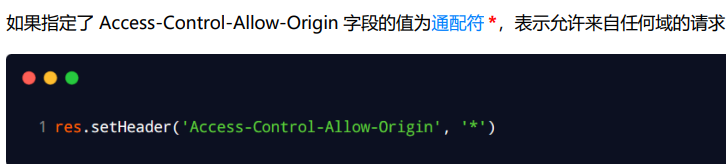 如果指定了 Access-Control-Allow-Origin 字段的值为通配符 *，表示允许来自任何域的请求
1 res.setHeader('Access-Control-Allow-Origin', '*')